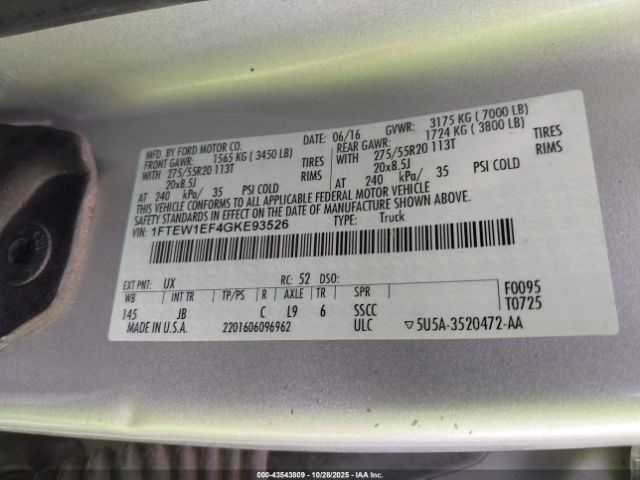 MFD. BY FORD MOTOR CO. DATE: 06/16 GVWR: 3175 KG ( 7000 LB)
FRONT GAWR: 1565 KG ( 3450 LB) REAR GAWR: 1724 KG ( 3800 LB)
WITH 275/55R20 113T TIRES WITH 275/55R20 113T TIRES
20x8.5J RIMS 20x8.5J RIMS
AT 240 kPa/ 35 PSI COLD AT 240 kPa/ 35 PSI COLD
THIS VEHICLE CONFORMS TO ALL APPLICABLE FEDERAL MOTOR VEHICLE
SAFETY STANDARDS IN EFFECT ON THE DATE OF MANUFACTURE SHOWN ABOVE.
VIN: 1FTEW1EF4GKE93526 TYPE: Truck
EXT PNT: UX RC: 52 DSO: F0095
WB INT TR TP/PS R AXLE TR SPR T0725
145 JB C L9 6 SSCC
MADE IN U.S.A. 2201606096962 ULC ▽5U5A-3520472-AA
000-43543809 | 10/28/2025 - IAA Inc.